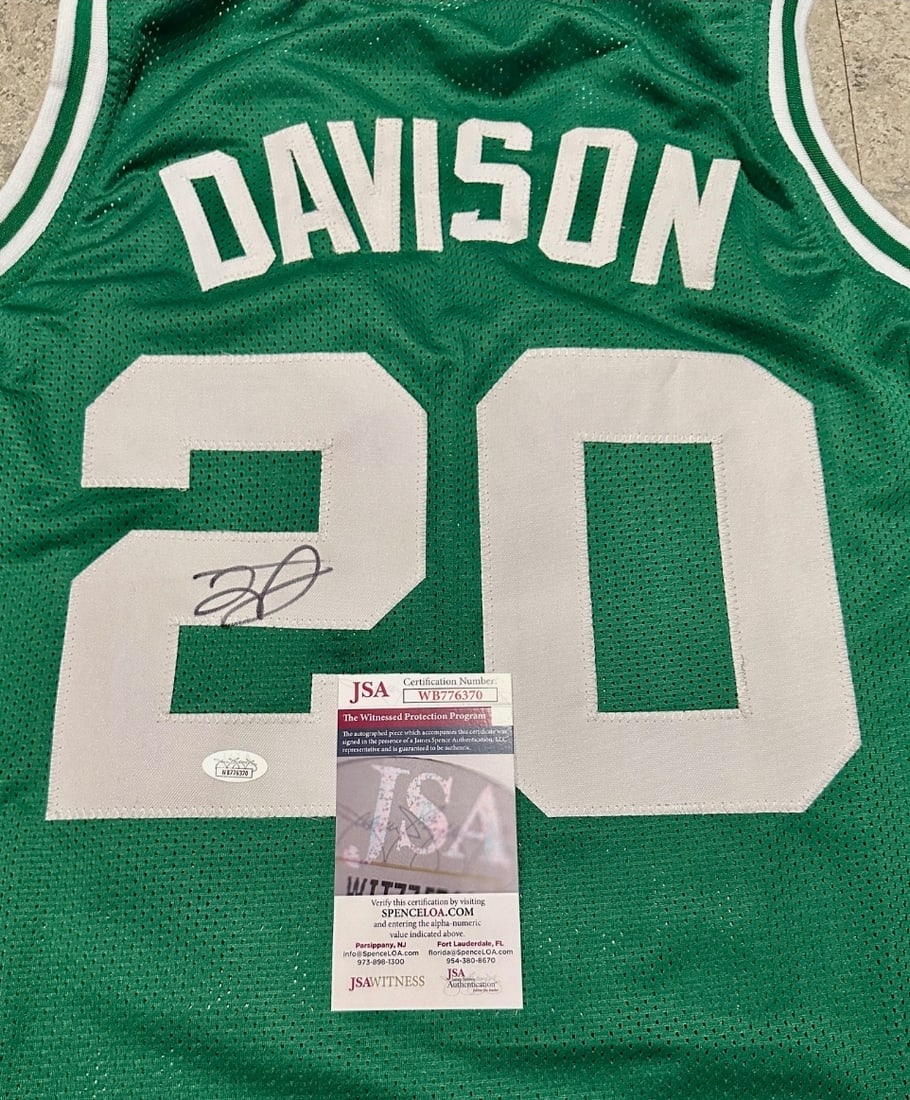 DAVISON
20
WB776370
JSA
Certification Number:
WB776370
The Witnessed Protection Program
The autographed piece which accompanies this certificate was
signed in the presence of a James Spence Authentication, LLC.
representative and is guaranteed to be authentic.
JSA
Verify this certification by visiting
SPENCELOA.COM
and entering the alpha-numeric
value indicated above.
Parsippany, NJ
info@SpenceLOA.com
973-898-1300
Fort Lauderdale, FL
florida@SpenceLOA.com
954-380-8670
JSAWITNESS
JSA
Authentication